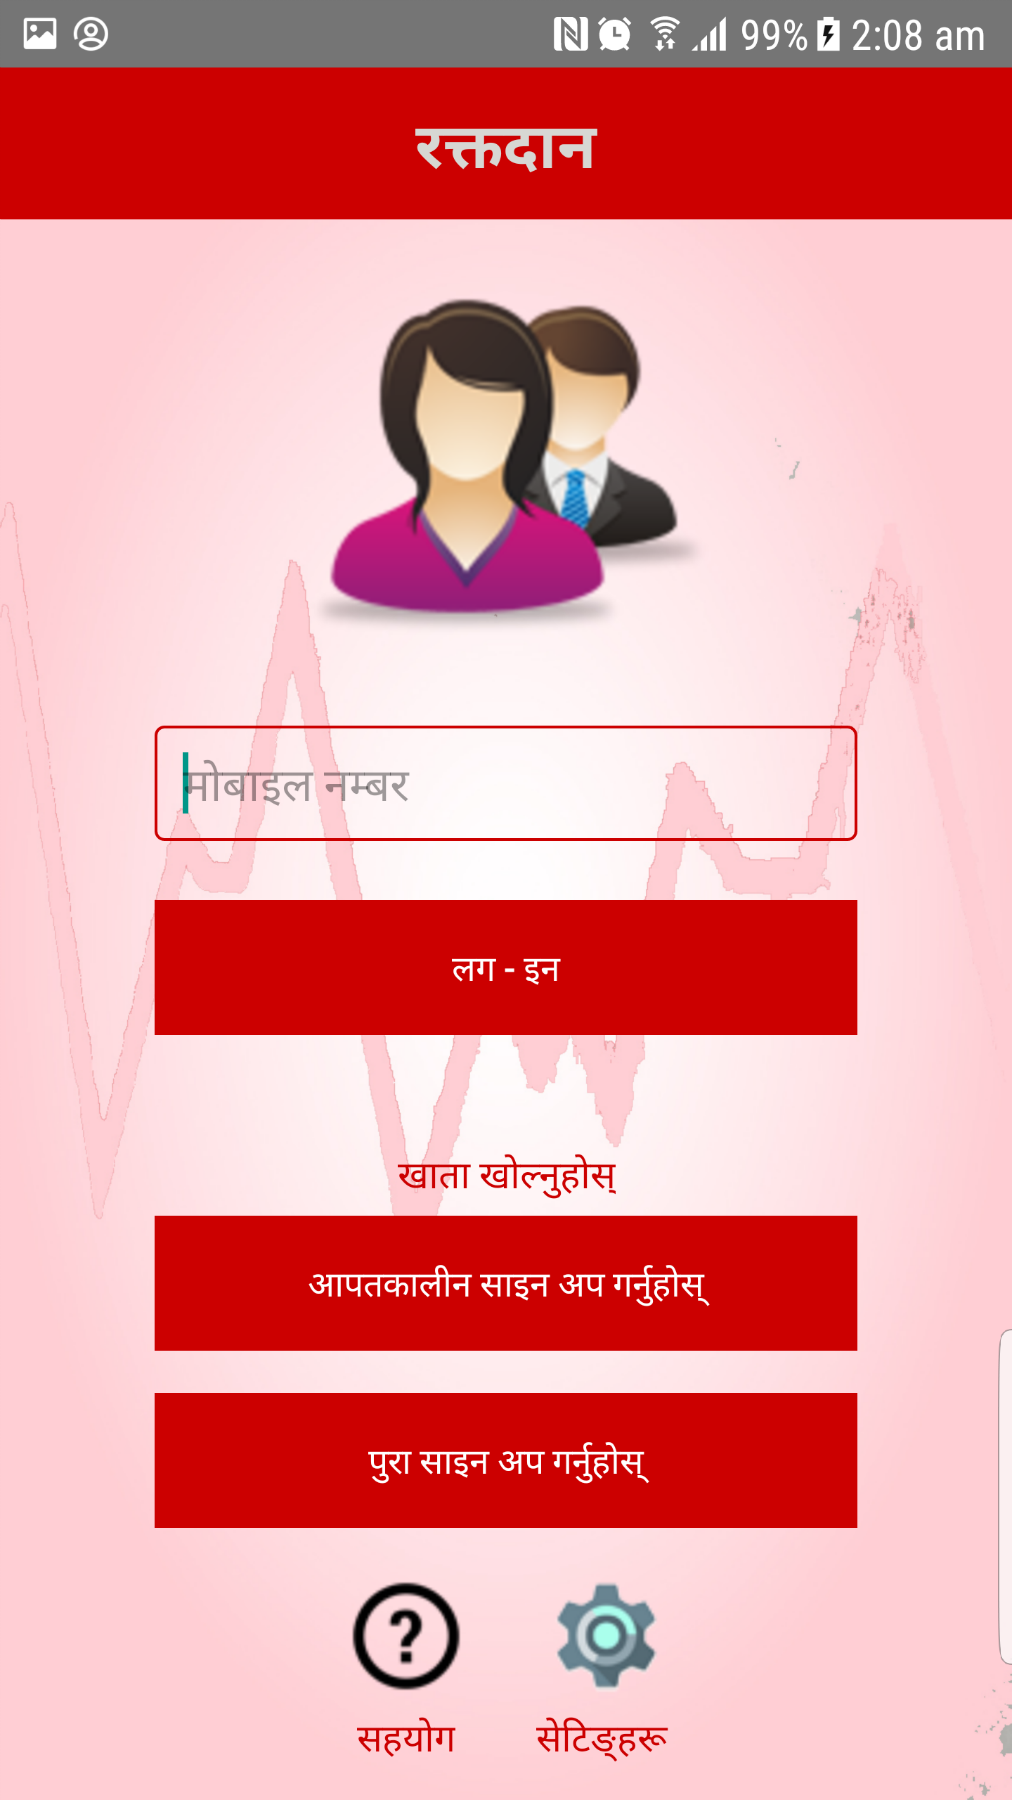 99% 2:08 am
रक्तदान
मोबाइल नम्बर
लग - इन
खाता खोल्नुहोस्
आपतकालीन साइन अप गर्नुहोस्
पुरा साइन अप गर्नुहोस्
?
सहयोग सेटिङ्हरू